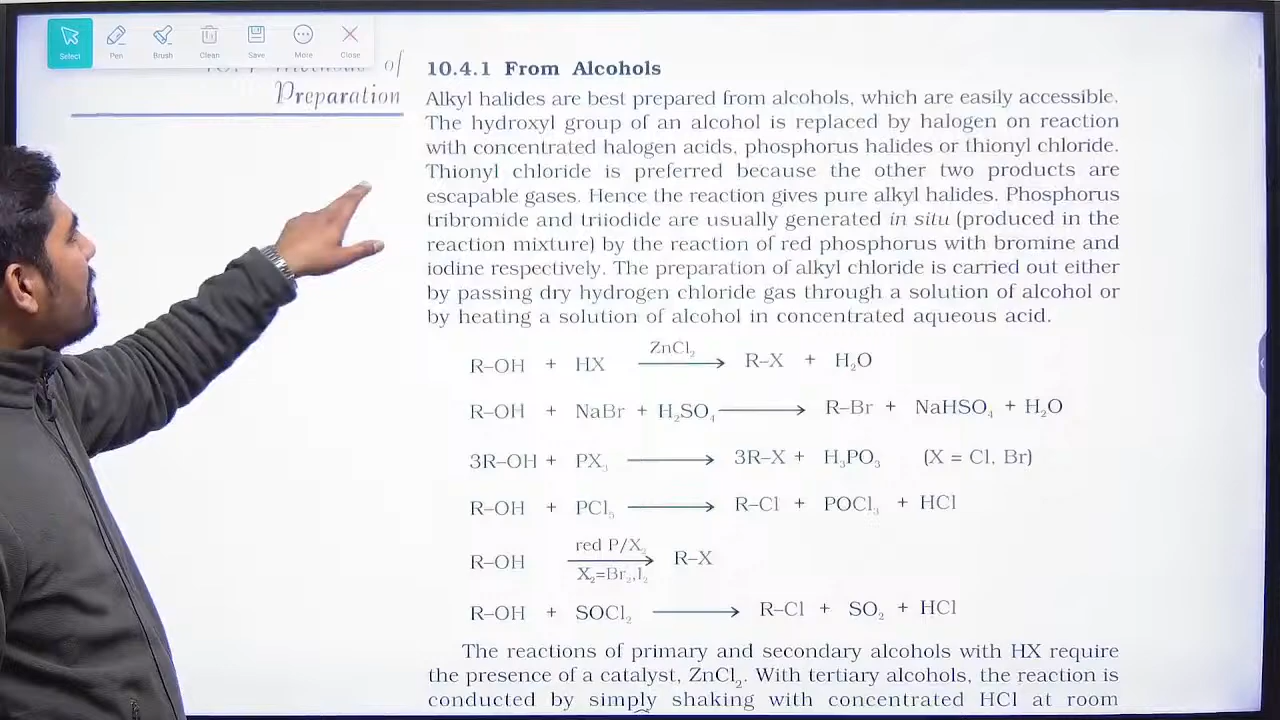 Select Pen Brush Clean Save More Close
of
Preparation
10.4.1 From Alcohols
Alkyl halides are best prepared from alcohols, which are easily accessible.
The hydroxyl group of an alcohol is replaced by halogen on reaction
with concentrated halogen acids, phosphorus halides or thionyl chloride.
Thionyl chloride is preferred because the other two products are
escapable gases. Hence the reaction gives pure alkyl halides. Phosphorus
tribromide and triiodide are usually generated in situ (produced in the
reaction mixture) by the reaction of red phosphorus with bromine and
iodine respectively. The preparation of alkyl chloride is carried out either
by passing dry hydrogen chloride gas through a solution of alcohol or
by heating a solution of alcohol in concentrated aqueous acid.
ZnCl₂
R–OH + HX ⟶ R–X + H₂O
R–OH + NaBr + H₂SO₄ ⟶ R–Br + NaHSO₄ + H₂O
3R–OH + PX₃ ⟶ 3R–X + H₃PO₃ (X = Cl, Br)
R–OH + PCl₅ ⟶ R–Cl + POCl₃ + HCl
red P/X₂
R–OH ⟶ R–X
X₂=Br₂,I₂
R–OH + SOCl₂ ⟶ R–Cl + SO₂ + HCl
The reactions of primary and secondary alcohols with HX require
the presence of a catalyst, ZnCl₂. With tertiary alcohols, the reaction is
conducted by simply shaking with concentrated HCl at room